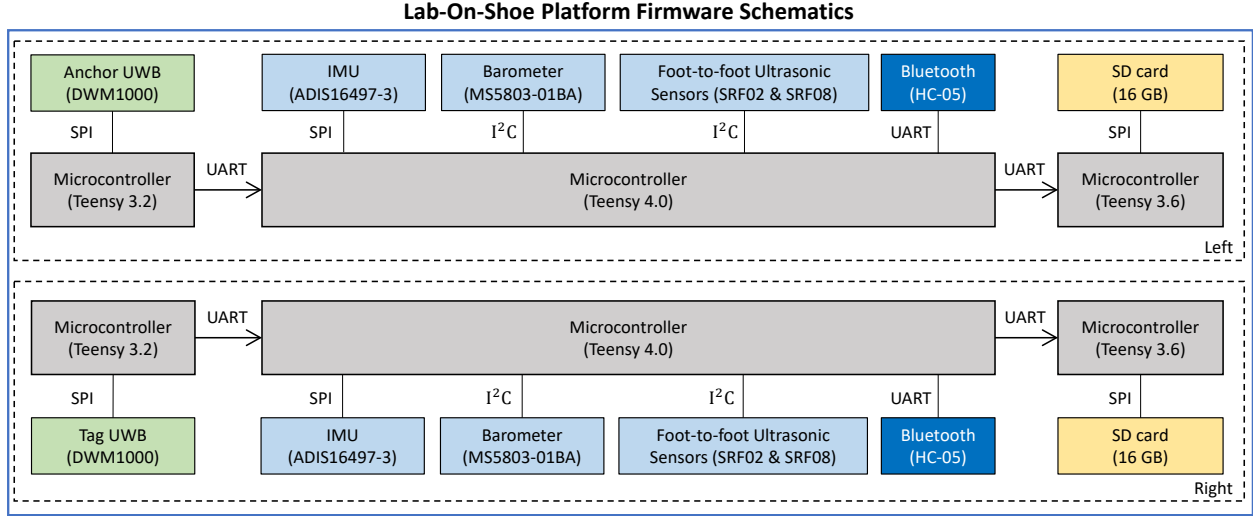 Lab-On-Shoe Platform Firmware Schematics
Anchor UWB
(DWM1000)
IMU
(ADIS16497-3)
Barometer
(MS5803-01BA)
Foot-to-foot Ultrasonic
Sensors (SRF02 & SRF08)
Bluetooth
(HC-05)
SD card
(16 GB)
SPI
SPI
I²C
I²C
UART
SPI
Microcontroller
(Teensy 3.2)
UART
Microcontroller
(Teensy 4.0)
UART
Microcontroller
(Teensy 3.6)
Left
Microcontroller
(Teensy 3.2)
UART
Microcontroller
(Teensy 4.0)
UART
Microcontroller
(Teensy 3.6)
SPI
SPI
I²C
I²C
UART
SPI
Tag UWB
(DWM1000)
IMU
(ADIS16497-3)
Barometer
(MS5803-01BA)
Foot-to-foot Ultrasonic
Sensors (SRF02 & SRF08)
Bluetooth
(HC-05)
SD card
(16 GB)
Right